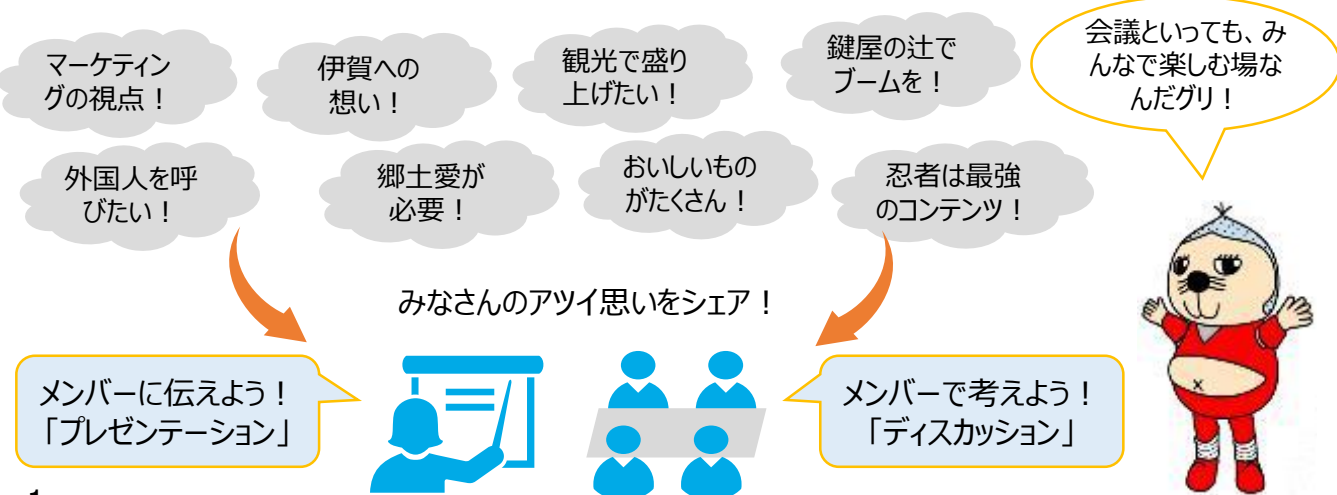 マーケティン
グの視点！
伊賀への
想い！
観光で盛り
上げたい！
鍵屋の辻で
ブームを！
会議といっても、み
んなで楽しむ場な
んだグリ！
外国人を呼
びたい！
郷土愛が
必要！
おいしいもの
がたくさん！
忍者は最強
のコンテンツ！
みなさんのアツイ思いをシェア！
メンバーに伝えよう！
「プレゼンテーション」
メンバーで考えよう！
「ディスカッション」